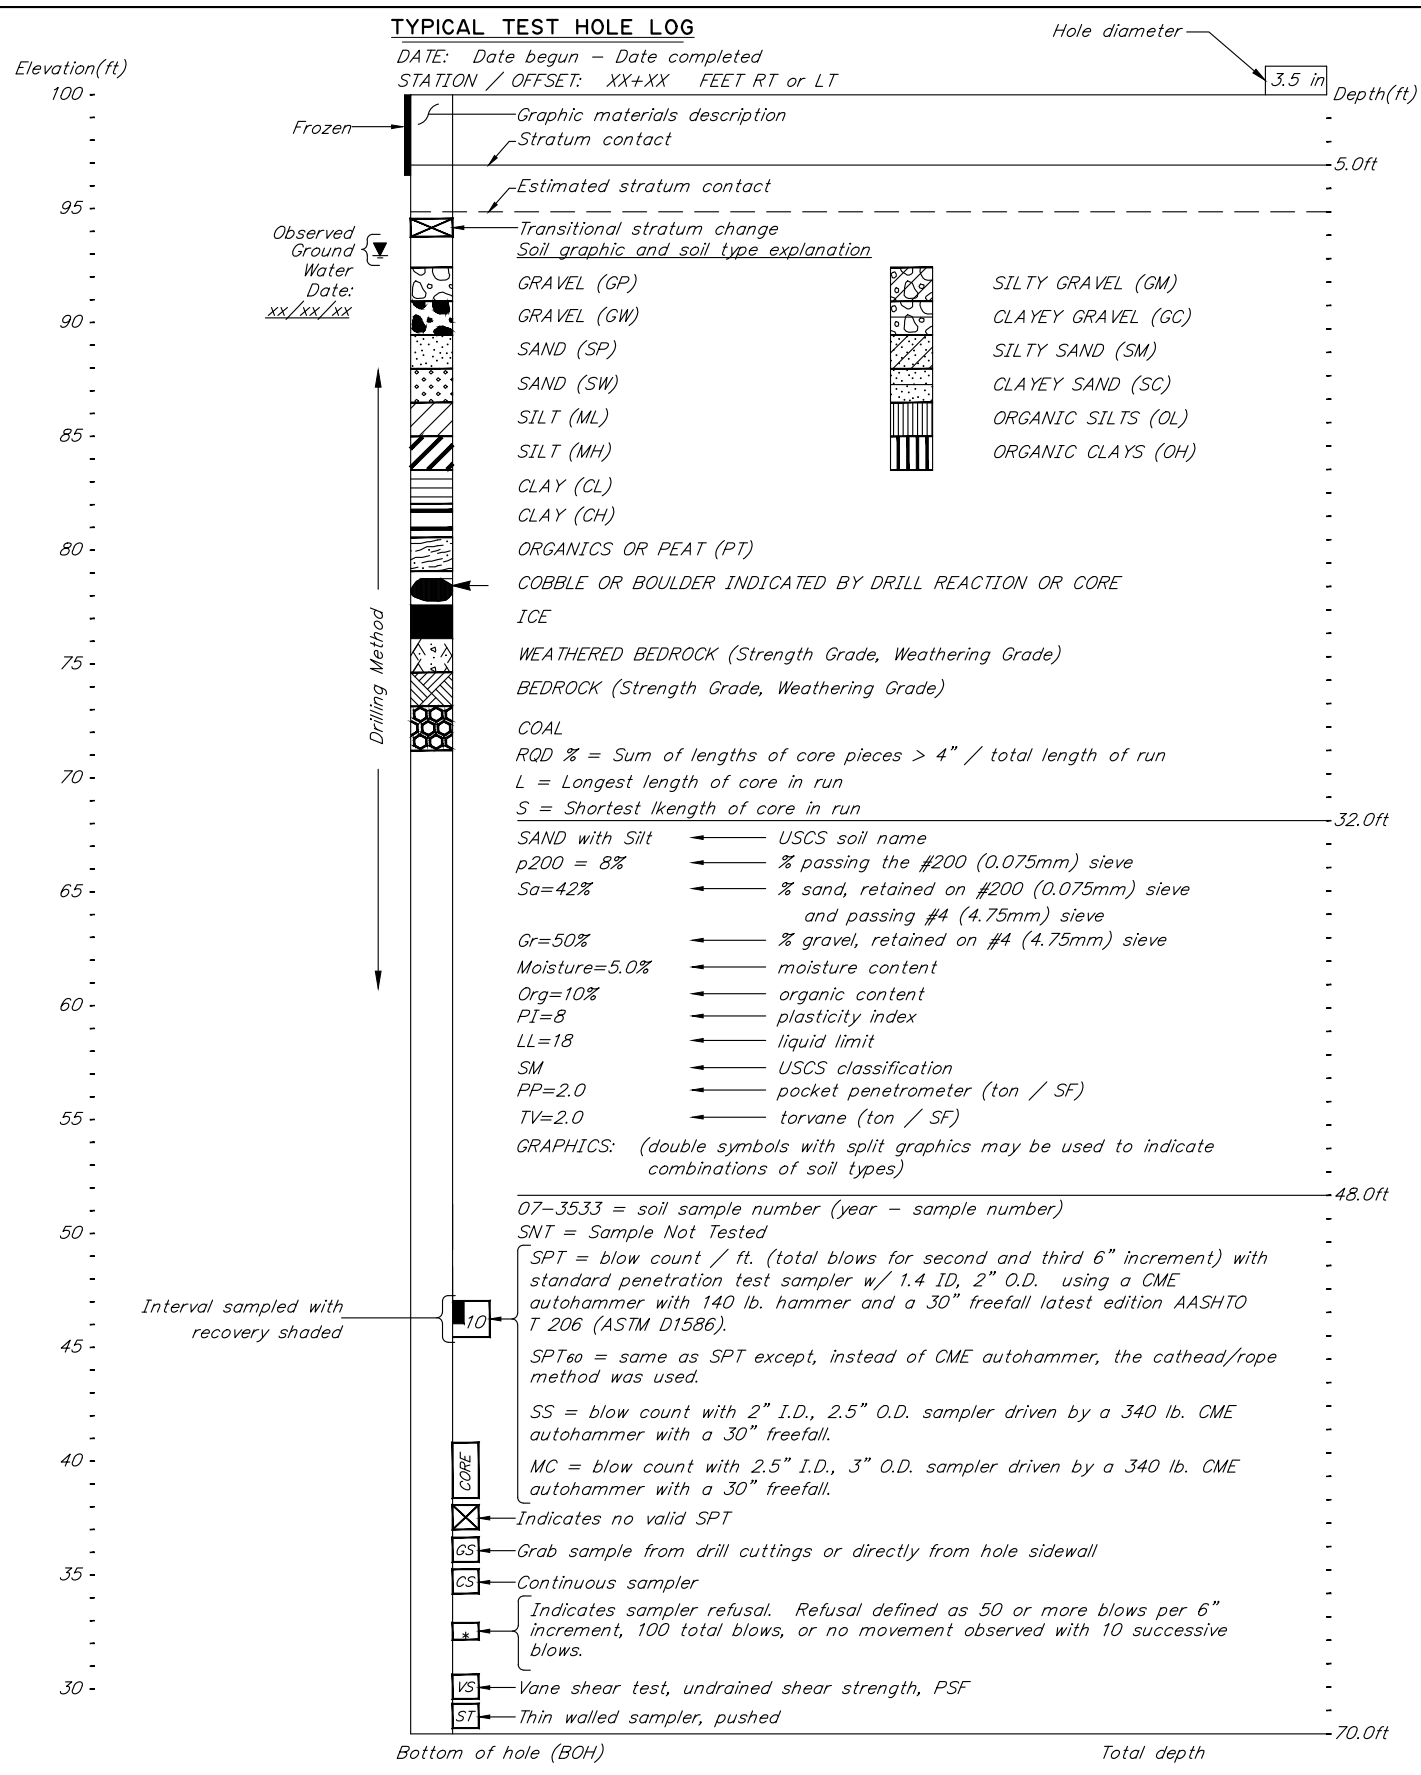 TYPICAL TEST HOLE LOG
Hole diameter
DATE: Date begun – Date completed
Elevation(ft)
STATION / OFFSET: XX+XX FEET RT or LT
3.5 in
100 -
Depth(ft)
Graphic materials description
Frozen
Stratum contact
5.0ft
Estimated stratum contact
95 -
Transitional stratum change
Observed
Ground
Water
Date:
xx/xx/xx
Soil graphic and soil type explanation
GRAVEL (GP)
SILTY GRAVEL (GM)
90 -
GRAVEL (GW)
CLAYEY GRAVEL (GC)
SAND (SP)
SILTY SAND (SM)
SAND (SW)
CLAYEY SAND (SC)
SILT (ML)
ORGANIC SILTS (OL)
85 -
SILT (MH)
ORGANIC CLAYS (OH)
CLAY (CL)
CLAY (CH)
80 -
ORGANICS OR PEAT (PT)
COBBLE OR BOULDER INDICATED BY DRILL REACTION OR CORE
ICE
Drilling Method
75 -
WEATHERED BEDROCK (Strength Grade, Weathering Grade)
BEDROCK (Strength Grade, Weathering Grade)
COAL
RQD % = Sum of lengths of core pieces > 4" / total length of run
70 -
L = Longest length of core in run
S = Shortest lkength of core in run
32.0ft
SAND with Silt USCS soil name
p200 = 8% % passing the #200 (0.075mm) sieve
65 -
Sa=42% % sand, retained on #200 (0.075mm) sieve
and passing #4 (4.75mm) sieve
Gr=50% % gravel, retained on #4 (4.75mm) sieve
Moisture=5.0% moisture content
60 -
Org=10% organic content
PI=8 plasticity index
LL=18 liquid limit
SM USCS classification
PP=2.0 pocket penetrometer (ton / SF)
55 -
TV=2.0 torvane (ton / SF)
GRAPHICS: (double symbols with split graphics may be used to indicate
combinations of soil types)
48.0ft
07–3533 = soil sample number (year – sample number)
50 -
SNT = Sample Not Tested
SPT = blow count / ft. (total blows for second and third 6" increment) with
standard penetration test sampler w/ 1.4 ID, 2" O.D. using a CME
autohammer with 140 lb. hammer and a 30" freefall latest edition AASHTO
T 206 (ASTM D1586).
Interval sampled with
recovery shaded
10
45 -
SPT60 = same as SPT except, instead of CME autohammer, the cathead/rope
method was used.
SS = blow count with 2" I.D., 2.5" O.D. sampler driven by a 340 lb. CME
autohammer with a 30" freefall.
40 -
CORE
MC = blow count with 2.5" I.D., 3" O.D. sampler driven by a 340 lb. CME
autohammer with a 30" freefall.
Indicates no valid SPT
GS Grab sample from drill cuttings or directly from hole sidewall
35 -
CS Continuous sampler
Indicates sampler refusal. Refusal defined as 50 or more blows per 6"
* increment, 100 total blows, or no movement observed with 10 successive
blows.
30 -
VS Vane shear test, undrained shear strength, PSF
ST Thin walled sampler, pushed
70.0ft
Bottom of hole (BOH)
Total depth